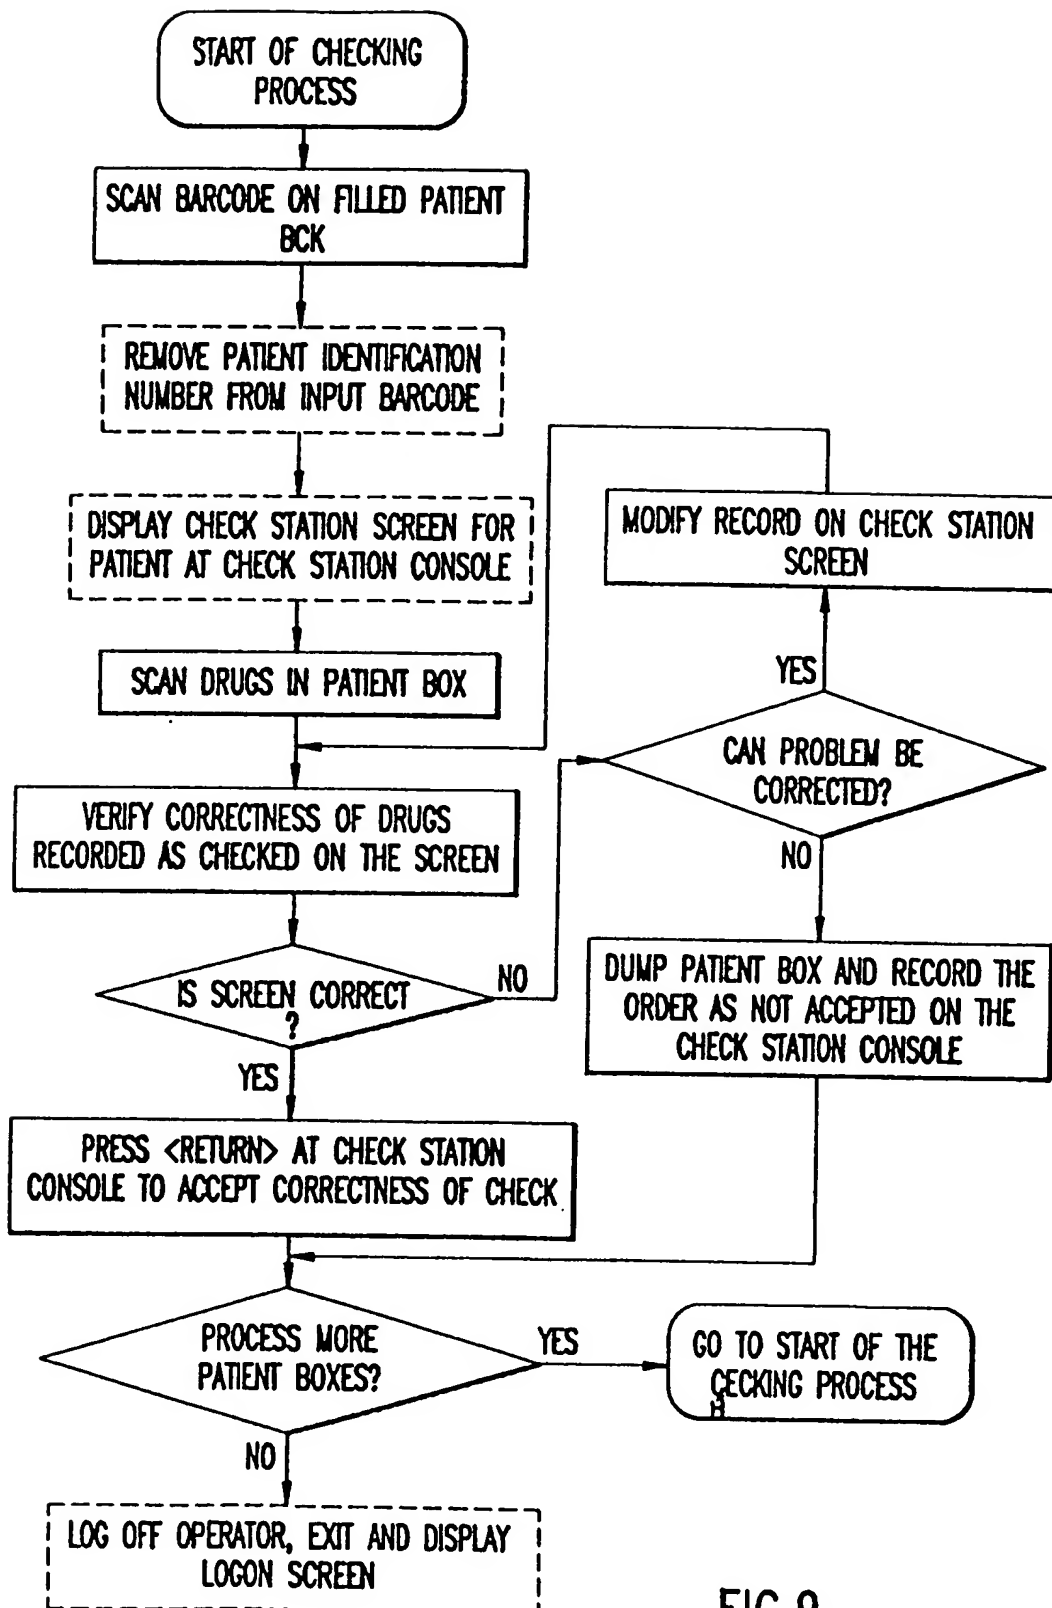 START OF CHECKING
PROCESS
SCAN BARCODE ON FILLED PATIENT
BCK
REMOVE PATIENT IDENTIFICATION
NUMBER FROM INPUT BARCODE
DISPLAY CHECK STATION SCREEN FOR
PATIENT AT CHECK STATION CONSOLE
MODIFY RECORD ON CHECK STATION
SCREEN
SCAN DRUGS IN PATIENT BOX
YES
CAN PROBLEM BE
CORRECTED?
VERIFY CORRECTNESS OF DRUGS
RECORDED AS CHECKED ON THE SCREEN
NO
IS SCREEN CORRECT
?
NO
DUMP PATIENT BOX AND RECORD THE
ORDER AS NOT ACCEPTED ON THE
CHECK STATION CONSOLE
YES
PRESS <RETURN> AT CHECK STATION
CONSOLE TO ACCEPT CORRECTNESS OF CHECK
PROCESS MORE
PATIENT BOXES?
YES
GO TO START OF THE
CECKING PROCESS
H
NO
LOG OFF OPERATOR, EXIT AND DISPLAY
LOGON SCREEN